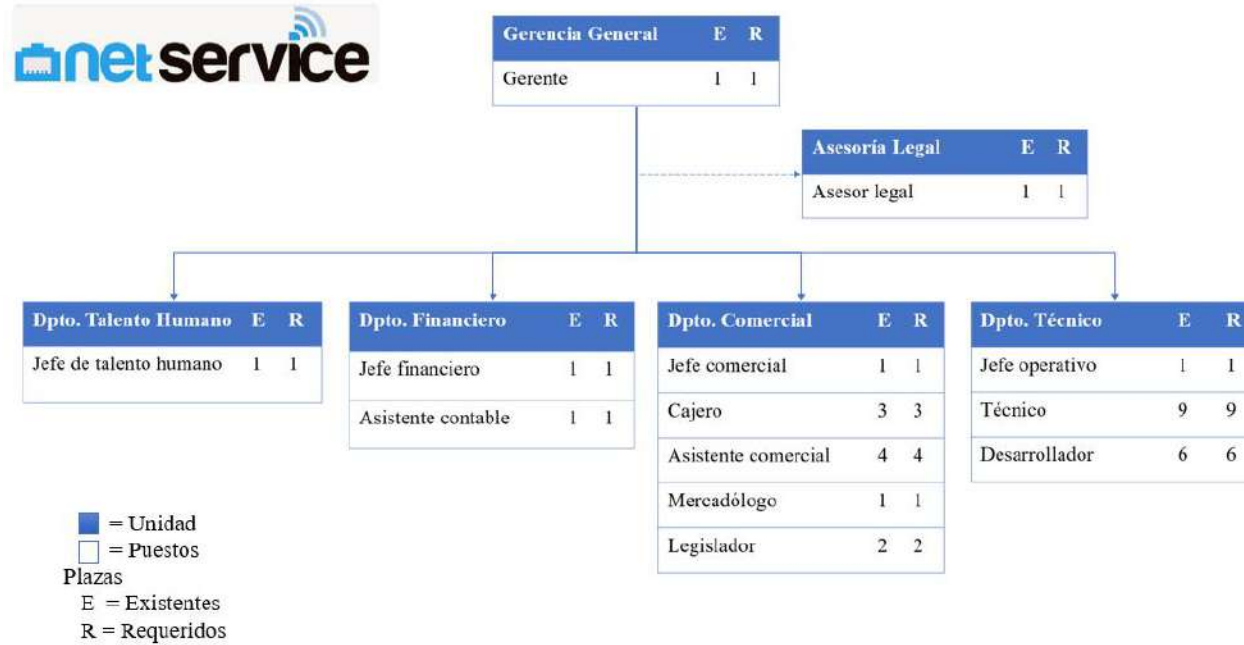 netservice
Gerencia General E R
Gerente 1 1
Asesoría Legal E R
Asesor legal 1 1
Dpto. Talento Humano E R
Jefe de talento humano 1 1
Dpto. Financiero E R
Jefe financiero 1 1
Asistente contable 1 1
Dpto. Comercial E R
Jefe comercial 1 1
Cajero 3 3
Asistente comercial 4 4
Mercadólogo 1 1
Legislador 2 2
Dpto. Técnico E R
Jefe operativo 1 1
Técnico 9 9
Desarrollador 6 6
= Unidad
= Puestos
Plazas
E = Existentes
R = Requeridos